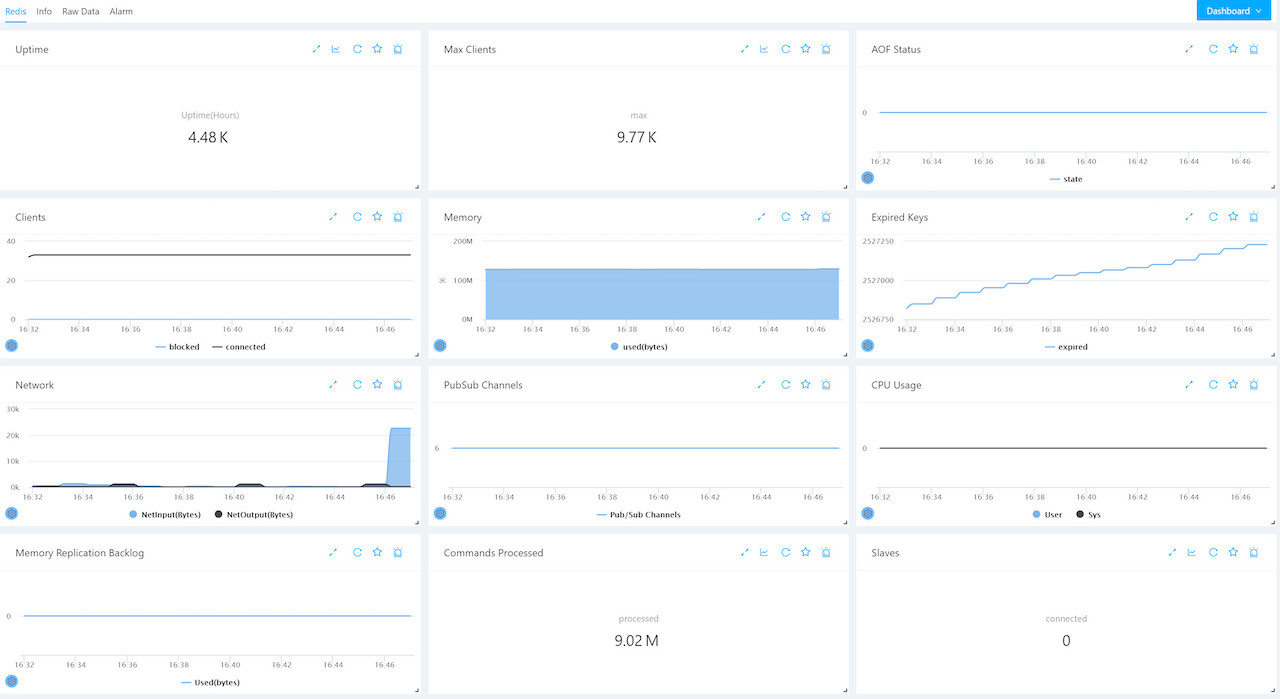 Redis Info Raw Data Alarm Dashboard
Uptime
Uptime(Hours)
4.48 K
Max Clients
max
9.77 K
AOF Status
0
16:32 16:34 16:36 16:38 16:40 16:42 16:44 16:46
state
Clients
40
20
0
16:32 16:34 16:36 16:38 16:40 16:42 16:44 16:46
blocked connected
Memory
200M
100M
0M
16:32 16:34 16:36 16:38 16:40 16:42 16:44 16:46
used(bytes)
Expired Keys
2527250
2527000
2526750
16:32 16:34 16:36 16:38 16:40 16:42 16:44 16:46
expired
Network
30k
20k
10k
0k
16:32 16:34 16:36 16:38 16:40 16:42 16:44 16:46
NetInput(Bytes) NetOutput(Bytes)
PubSub Channels
6
16:32 16:34 16:36 16:38 16:40 16:42 16:44 16:46
Pub/Sub Channels
CPU Usage
0
16:32 16:34 16:36 16:38 16:40 16:42 16:44 16:46
User Sys
Memory Replication Backlog
0
16:32 16:34 16:36 16:38 16:40 16:42 16:44 16:46
Used(bytes)
Commands Processed
processed
9.02 M
Slaves
connected
0